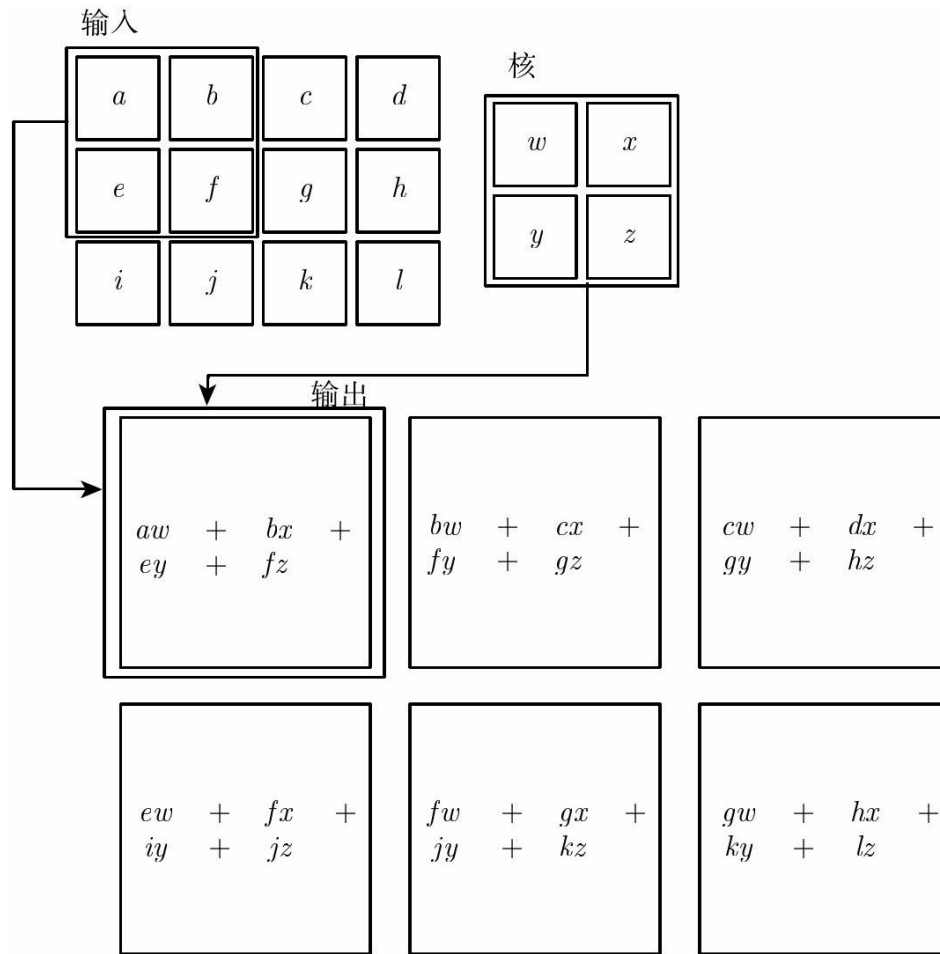 输入
a b c d
e f g h
i j k l
核
w x
y z
输出
aw + bx +
ey + fz
bw + cx +
fy + gz
cw + dx +
gy + hz
ew + fx +
iy + jz
fw + gx +
jy + kz
gw + hx +
ky + lz